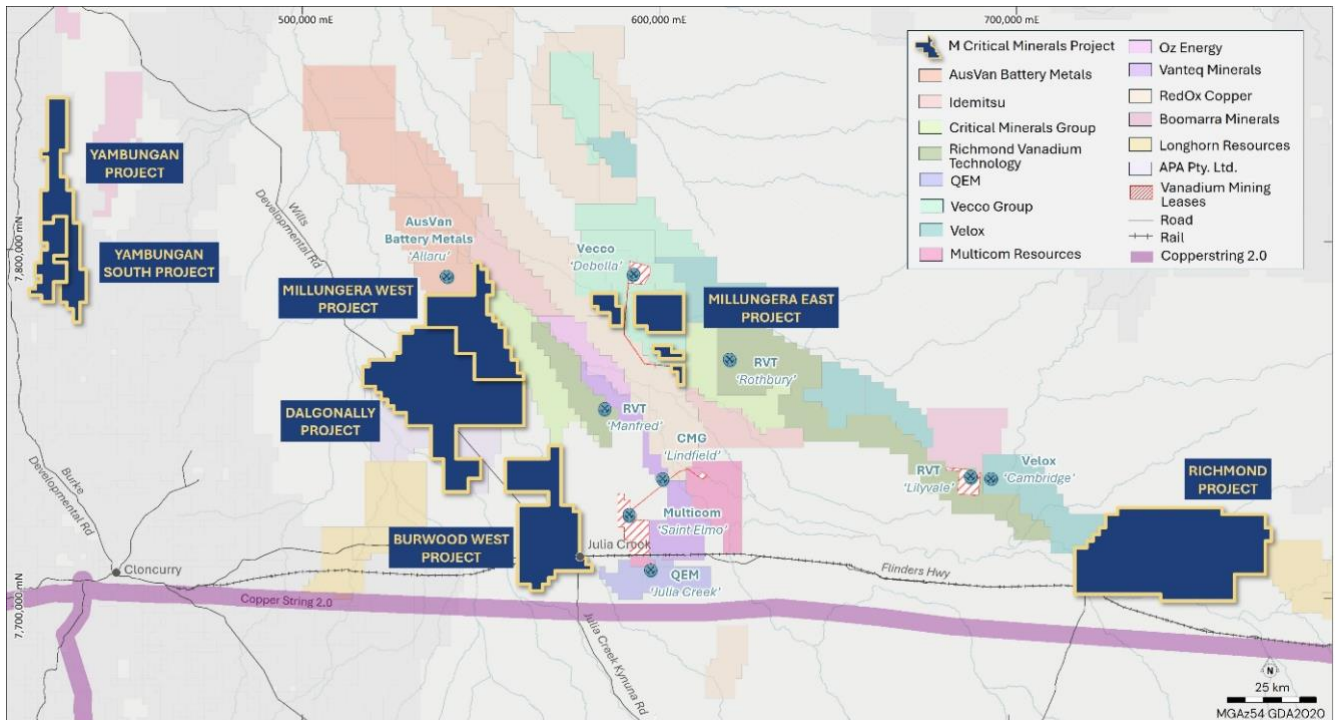 500,000 mE
600,000 mE
700,000 mE
7,800,000 mN
7,700,000 mN
M Critical Minerals Project
AusVan Battery Metals
Idemitsu
Critical Minerals Group
Richmond Vanadium
Technology
QEM
Vecco Group
Velox
Multicom Resources
Oz Energy
Vanteq Minerals
RedOx Copper
Boomarra Minerals
Longhorn Resources
APA Pty. Ltd.
Vanadium Mining
Leases
Road
Rail
Copperstring 2.0
YAMBUNGAN
PROJECT
YAMBUNGAN
SOUTH PROJECT
Wills
Developmental Rd
AusVan
Battery Metals
'Allaru'
Vecco
'Debella'
MILLUNGERA WEST
PROJECT
MILLUNGERA EAST
PROJECT
RVT
'Rothbury'
DALGONALLY
PROJECT
RVT
'Manfred'
CMG
'Lindfield'
RVT
'Lilyvale'
Velox
'Cambridge'
RICHMOND
PROJECT
Burke
Developmental Rd
Multicom
'Saint Elmo'
BURWOOD WEST
PROJECT
Julia Creek
Cloncurry
QEM
'Julia Creek'
Flinders Hwy
Copper String 2.0
Julia Creek Kynuna Rd
N
25 km
MGAz54 GDA2020